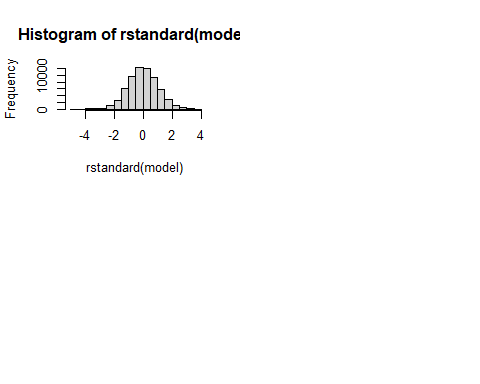 Histogram of rstandard(mode
Frequency
10000
0
-4 -2 0 2 4
rstandard(model)